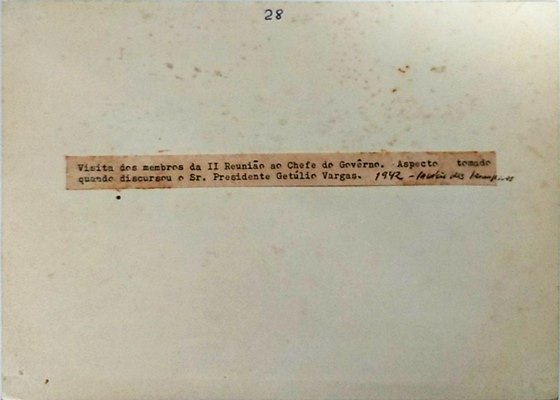 28
Visita dos membros da II Reunião ao Chefe do Govêrno. Aspecto tomado
quando discursou o Sr. Presidente Getúlio Vargas. 1942 -